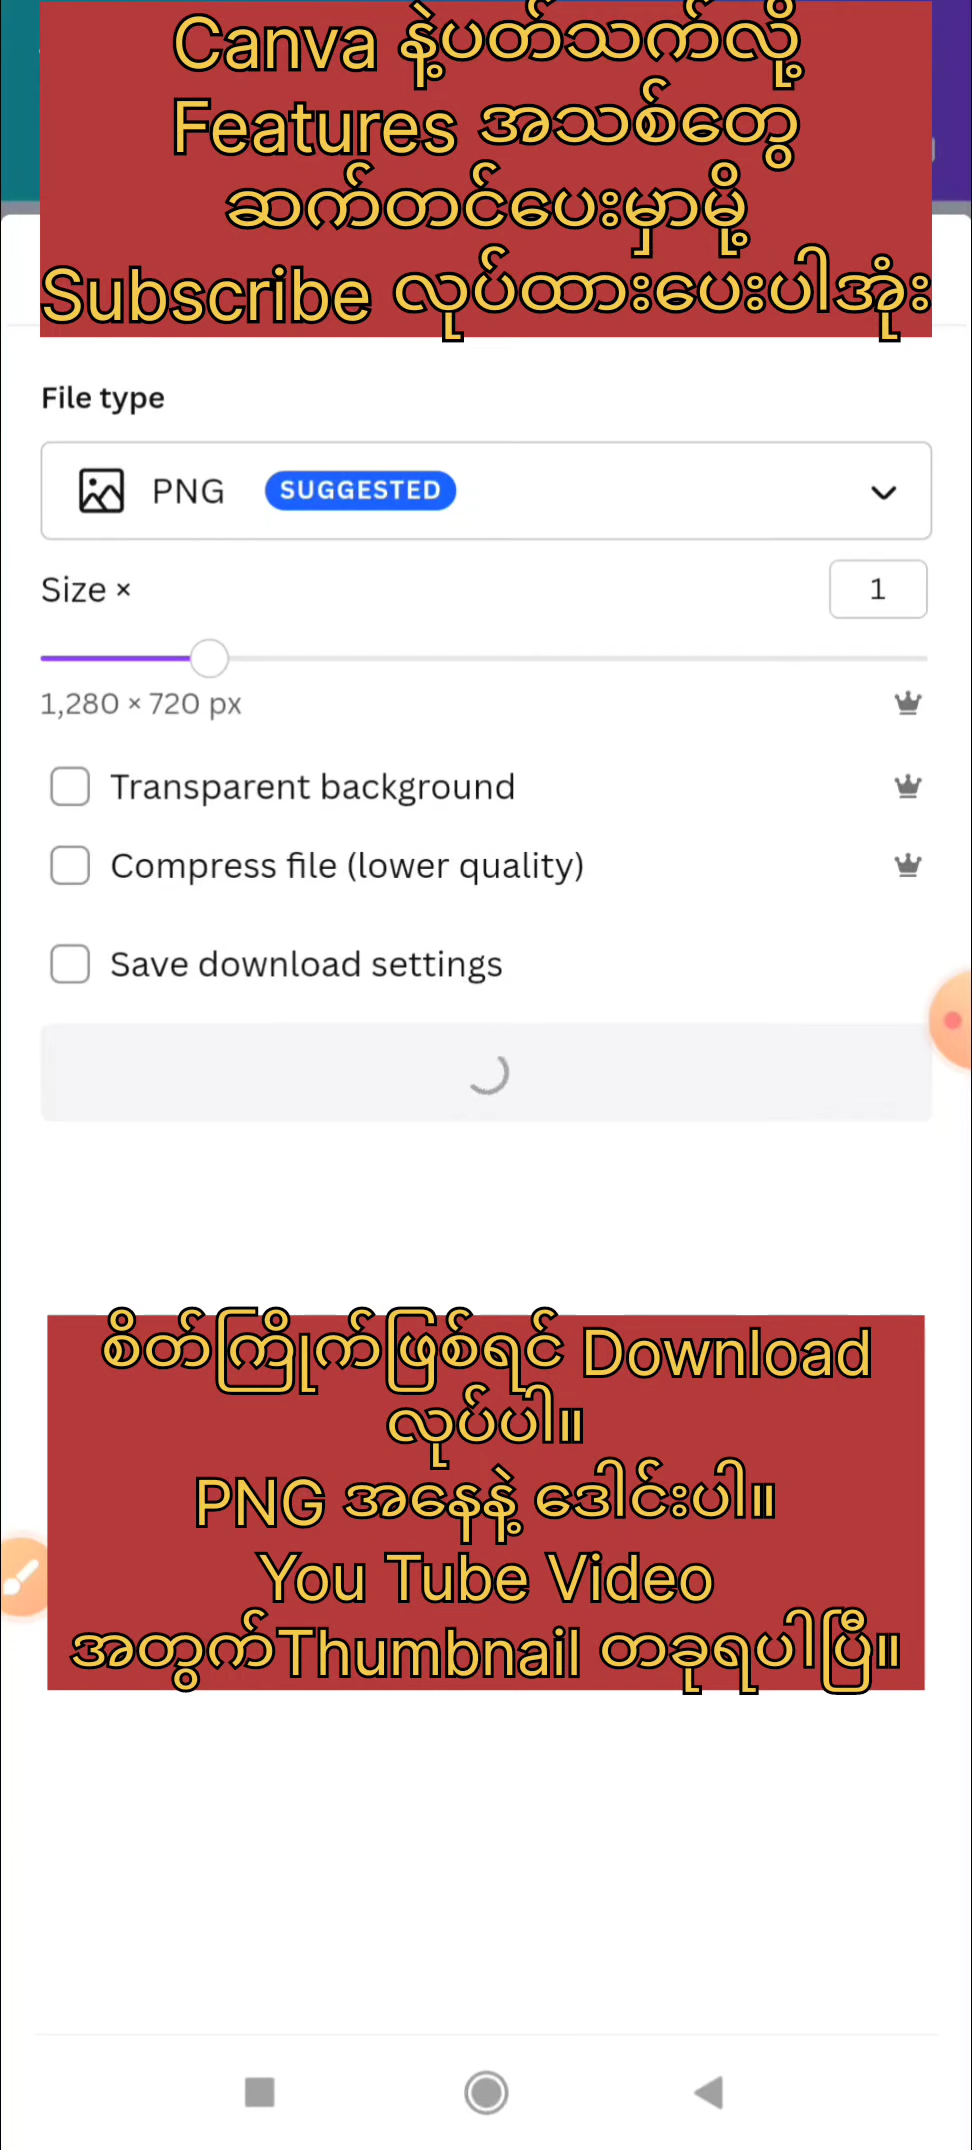 Canva နဲ့ပတ်သက်လို့
Features အသစ်တွေ
ဆက်တင်ပေးမှာမို့
Subscribe လုပ်ထားပေးပါအုံး
File type
PNG SUGGESTED
Size × 1
1,280 × 720 px
Transparent background
Compress file (lower quality)
Save download settings
စိတ်ကြိုက်ဖြစ်ရင် Download
လုပ်ပါ။
PNG အနေနဲ့ ဒေါင်းပါ။
You Tube Video
အတွက်Thumbnail တခုရပါပြီ။